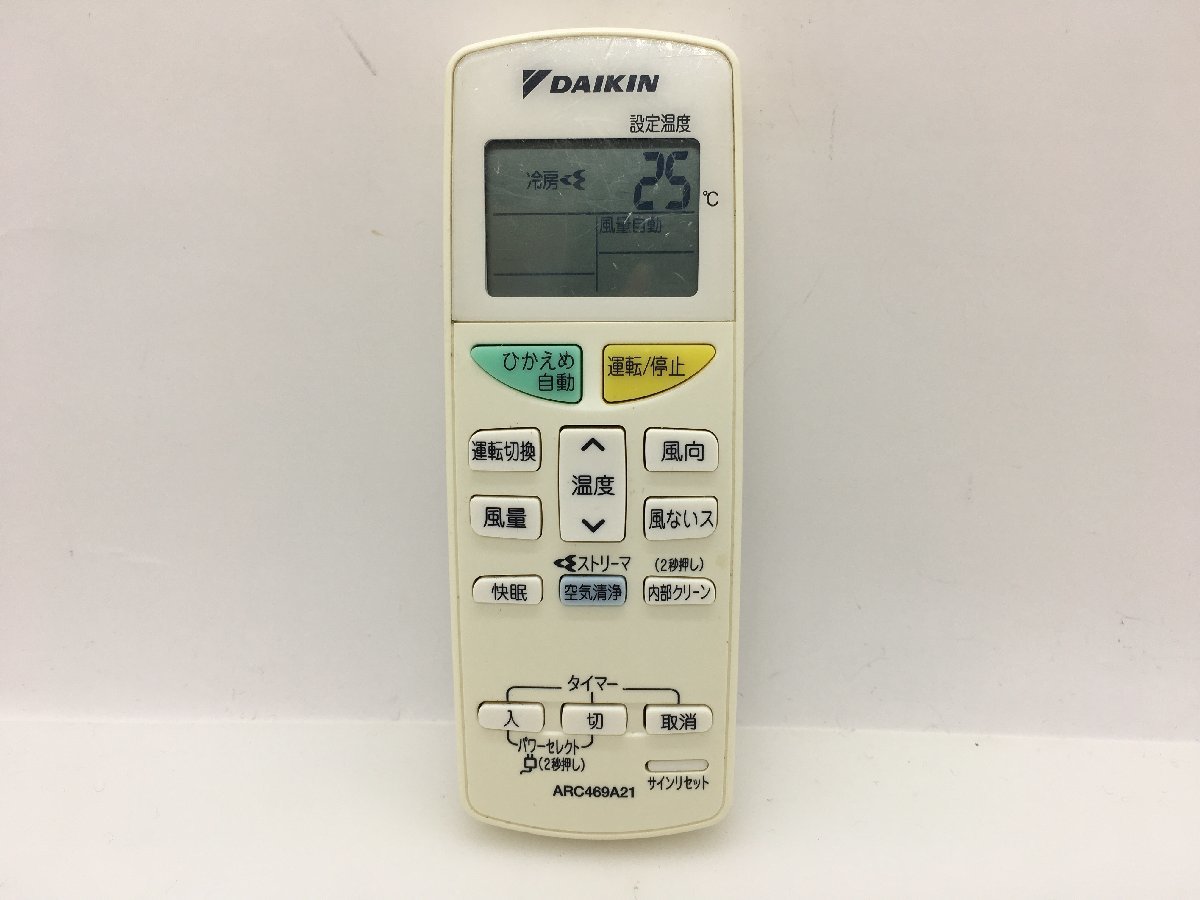 DAIKIN
設定温度
冷房 25 ℃
風量自動
ひかえめ
自動
運転/停止
運転切換
温度
風向
風量
風ないス
ストリーマ
(2秒押し)
快眠
空気清浄
内部クリーン
タイマー
入
切
取消
パワーセレクト
(2秒押し)
サインリセット
ARC469A21